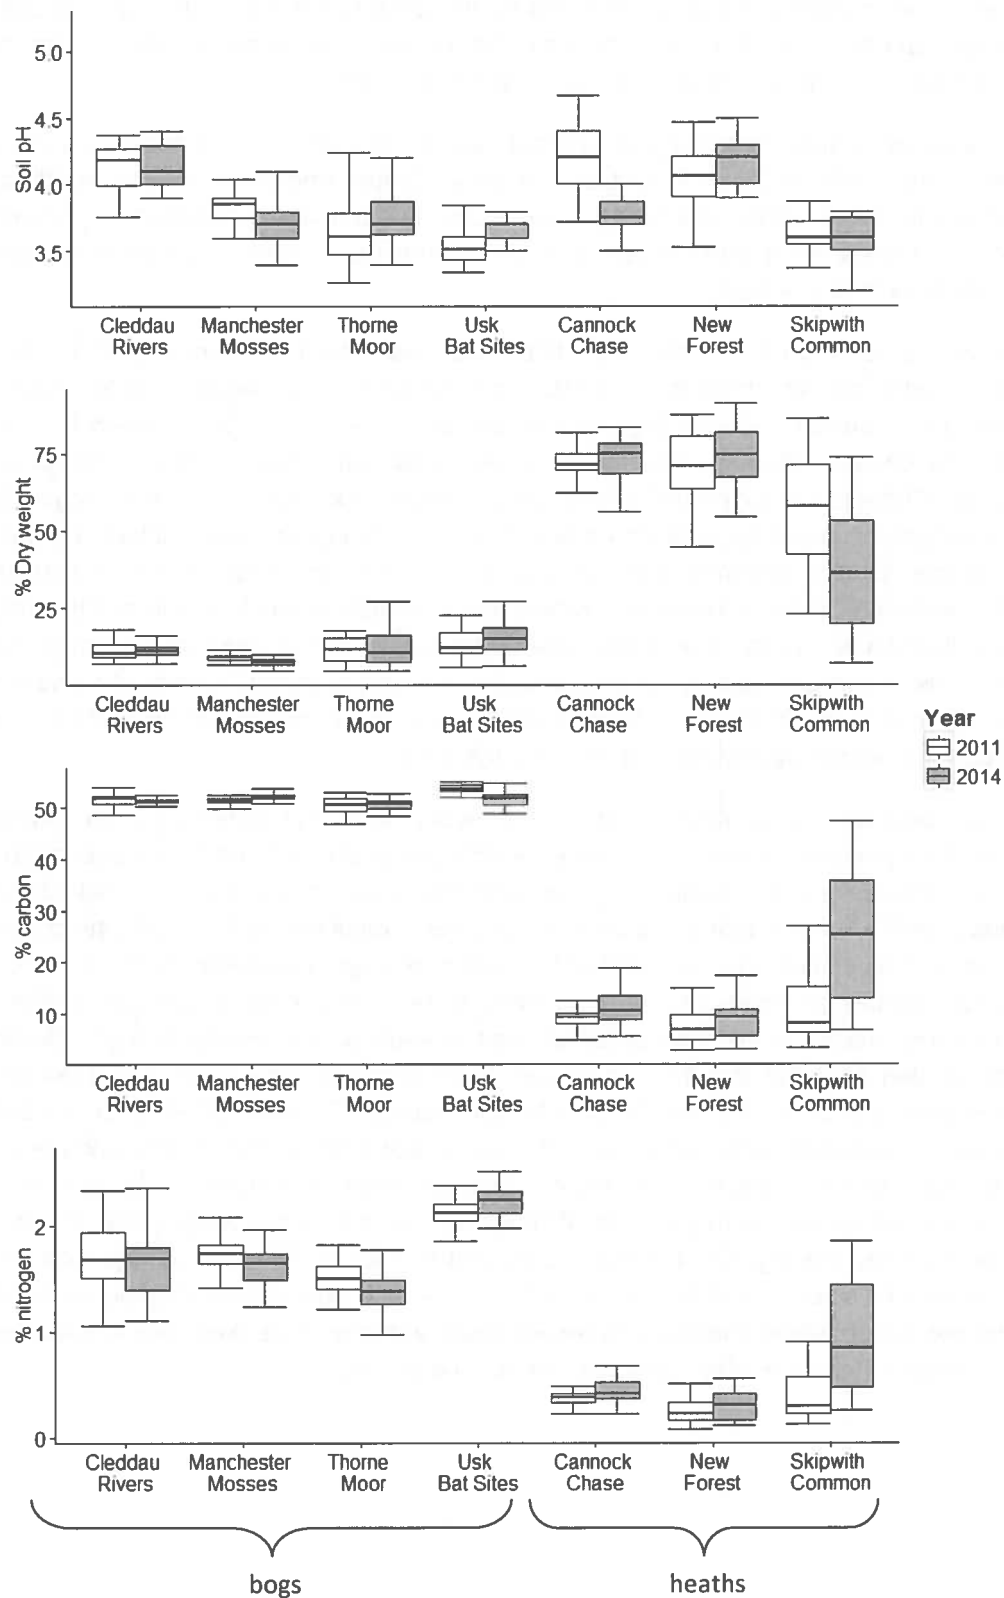 Soil pH
5.0
4.5
4.0
3.5
Cleddau Manchester Thorne Usk Cannock New Skipwith
Rivers Mosses Moor Bat Sites Chase Forest Common
% Dry weight
75
50
25
Cleddau Manchester Thorne Usk Cannock New Skipwith
Rivers Mosses Moor Bat Sites Chase Forest Common
Year
2011
2014
% carbon
50
40
30
20
10
Cleddau Manchester Thorne Usk Cannock New Skipwith
Rivers Mosses Moor Bat Sites Chase Forest Common
% nitrogen
2
1
0
Cleddau Manchester Thorne Usk Cannock New Skipwith
Rivers Mosses Moor Bat Sites Chase Forest Common
bogs heaths